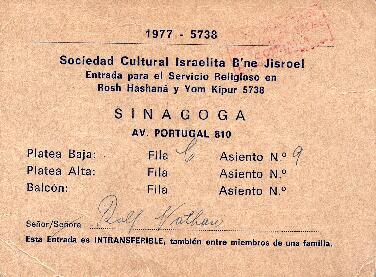 1977 - 5738
Sociedad Cultural Israelita B'ne Jisroel
Entrada para el Servicio Religioso en
Rosh Hashaná y Yom Kipur 5738
SINAGOGA
AV. PORTUGAL 810
Platea Baja: Fila C Asiento N.º 9
Platea Alta: Fila Asiento N.º
Balcón: Fila Asiento N.º
Señor/Señora Rolf Nathan
Esta Entrada es INTRANSFERIBLE, también entre miembros de una familia.